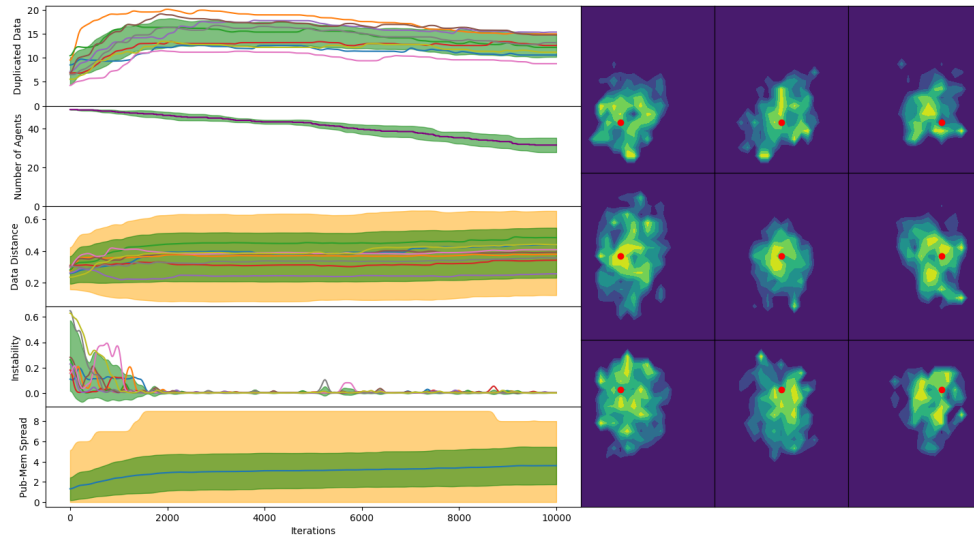 Duplicated Data
20
15
10
5
0
Number of Agents
40
20
0
Data Distance
0.6
0.4
0.2
Instability
0.6
0.4
0.2
0.0
Pub-Mem Spread
8
6
4
2
0
0 2000 4000 6000 8000 10000
Iterations